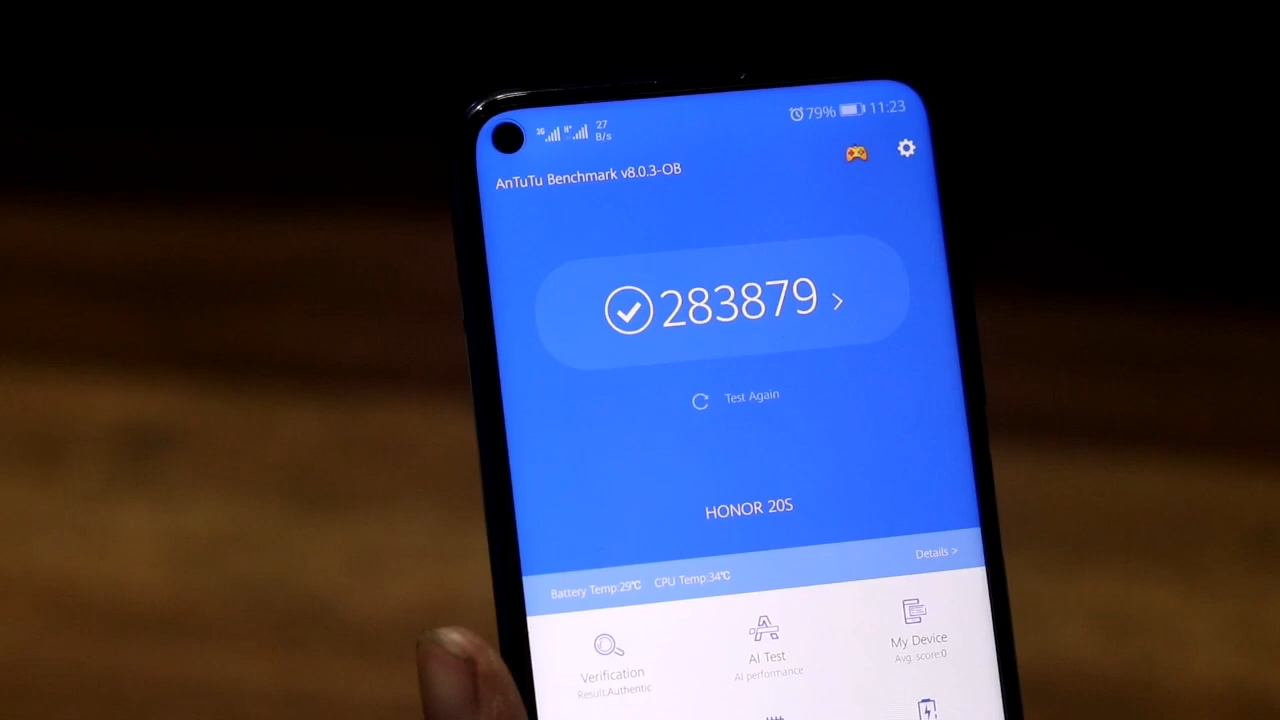 2G H+ 27 B/s 79% 11:23
AnTuTu Benchmark v8.0.3-OB
283879 >
Test Again
HONOR 20S
Battery Temp:29℃ CPU Temp:34℃ Details >
Verification AI Test My Device
Result:Authentic AI performance Avg. score:0